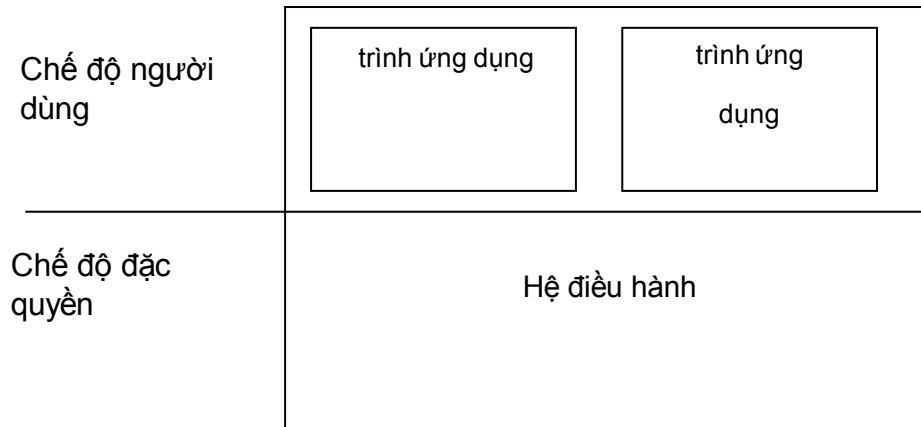 Chế độ người
dùng
trình ứng dụng
trình ứng
dụng
Chế độ đặc
quyền
Hệ điều hành